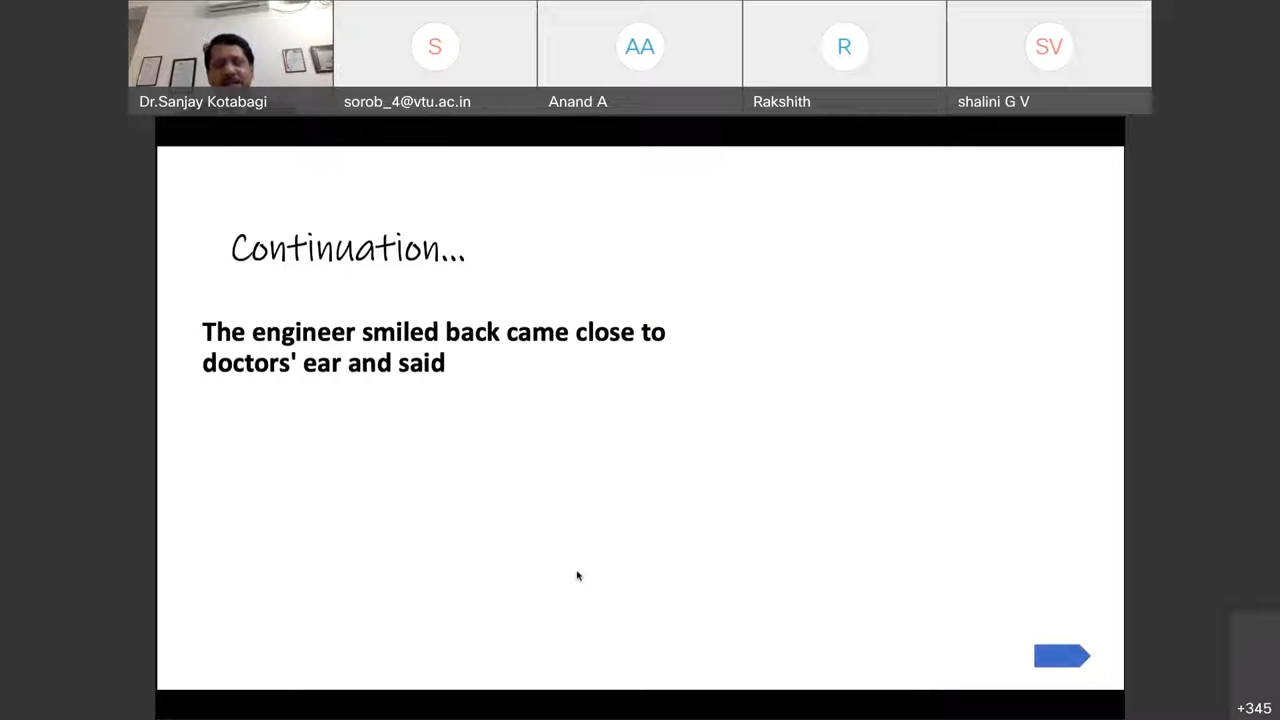 S
AA
R
SV
Dr.Sanjay Kotabagi
sorob_4@vtu.ac.in
Anand A
Rakshith
shalini G V
Continuation...
The engineer smiled back came close to
doctors' ear and said
+345